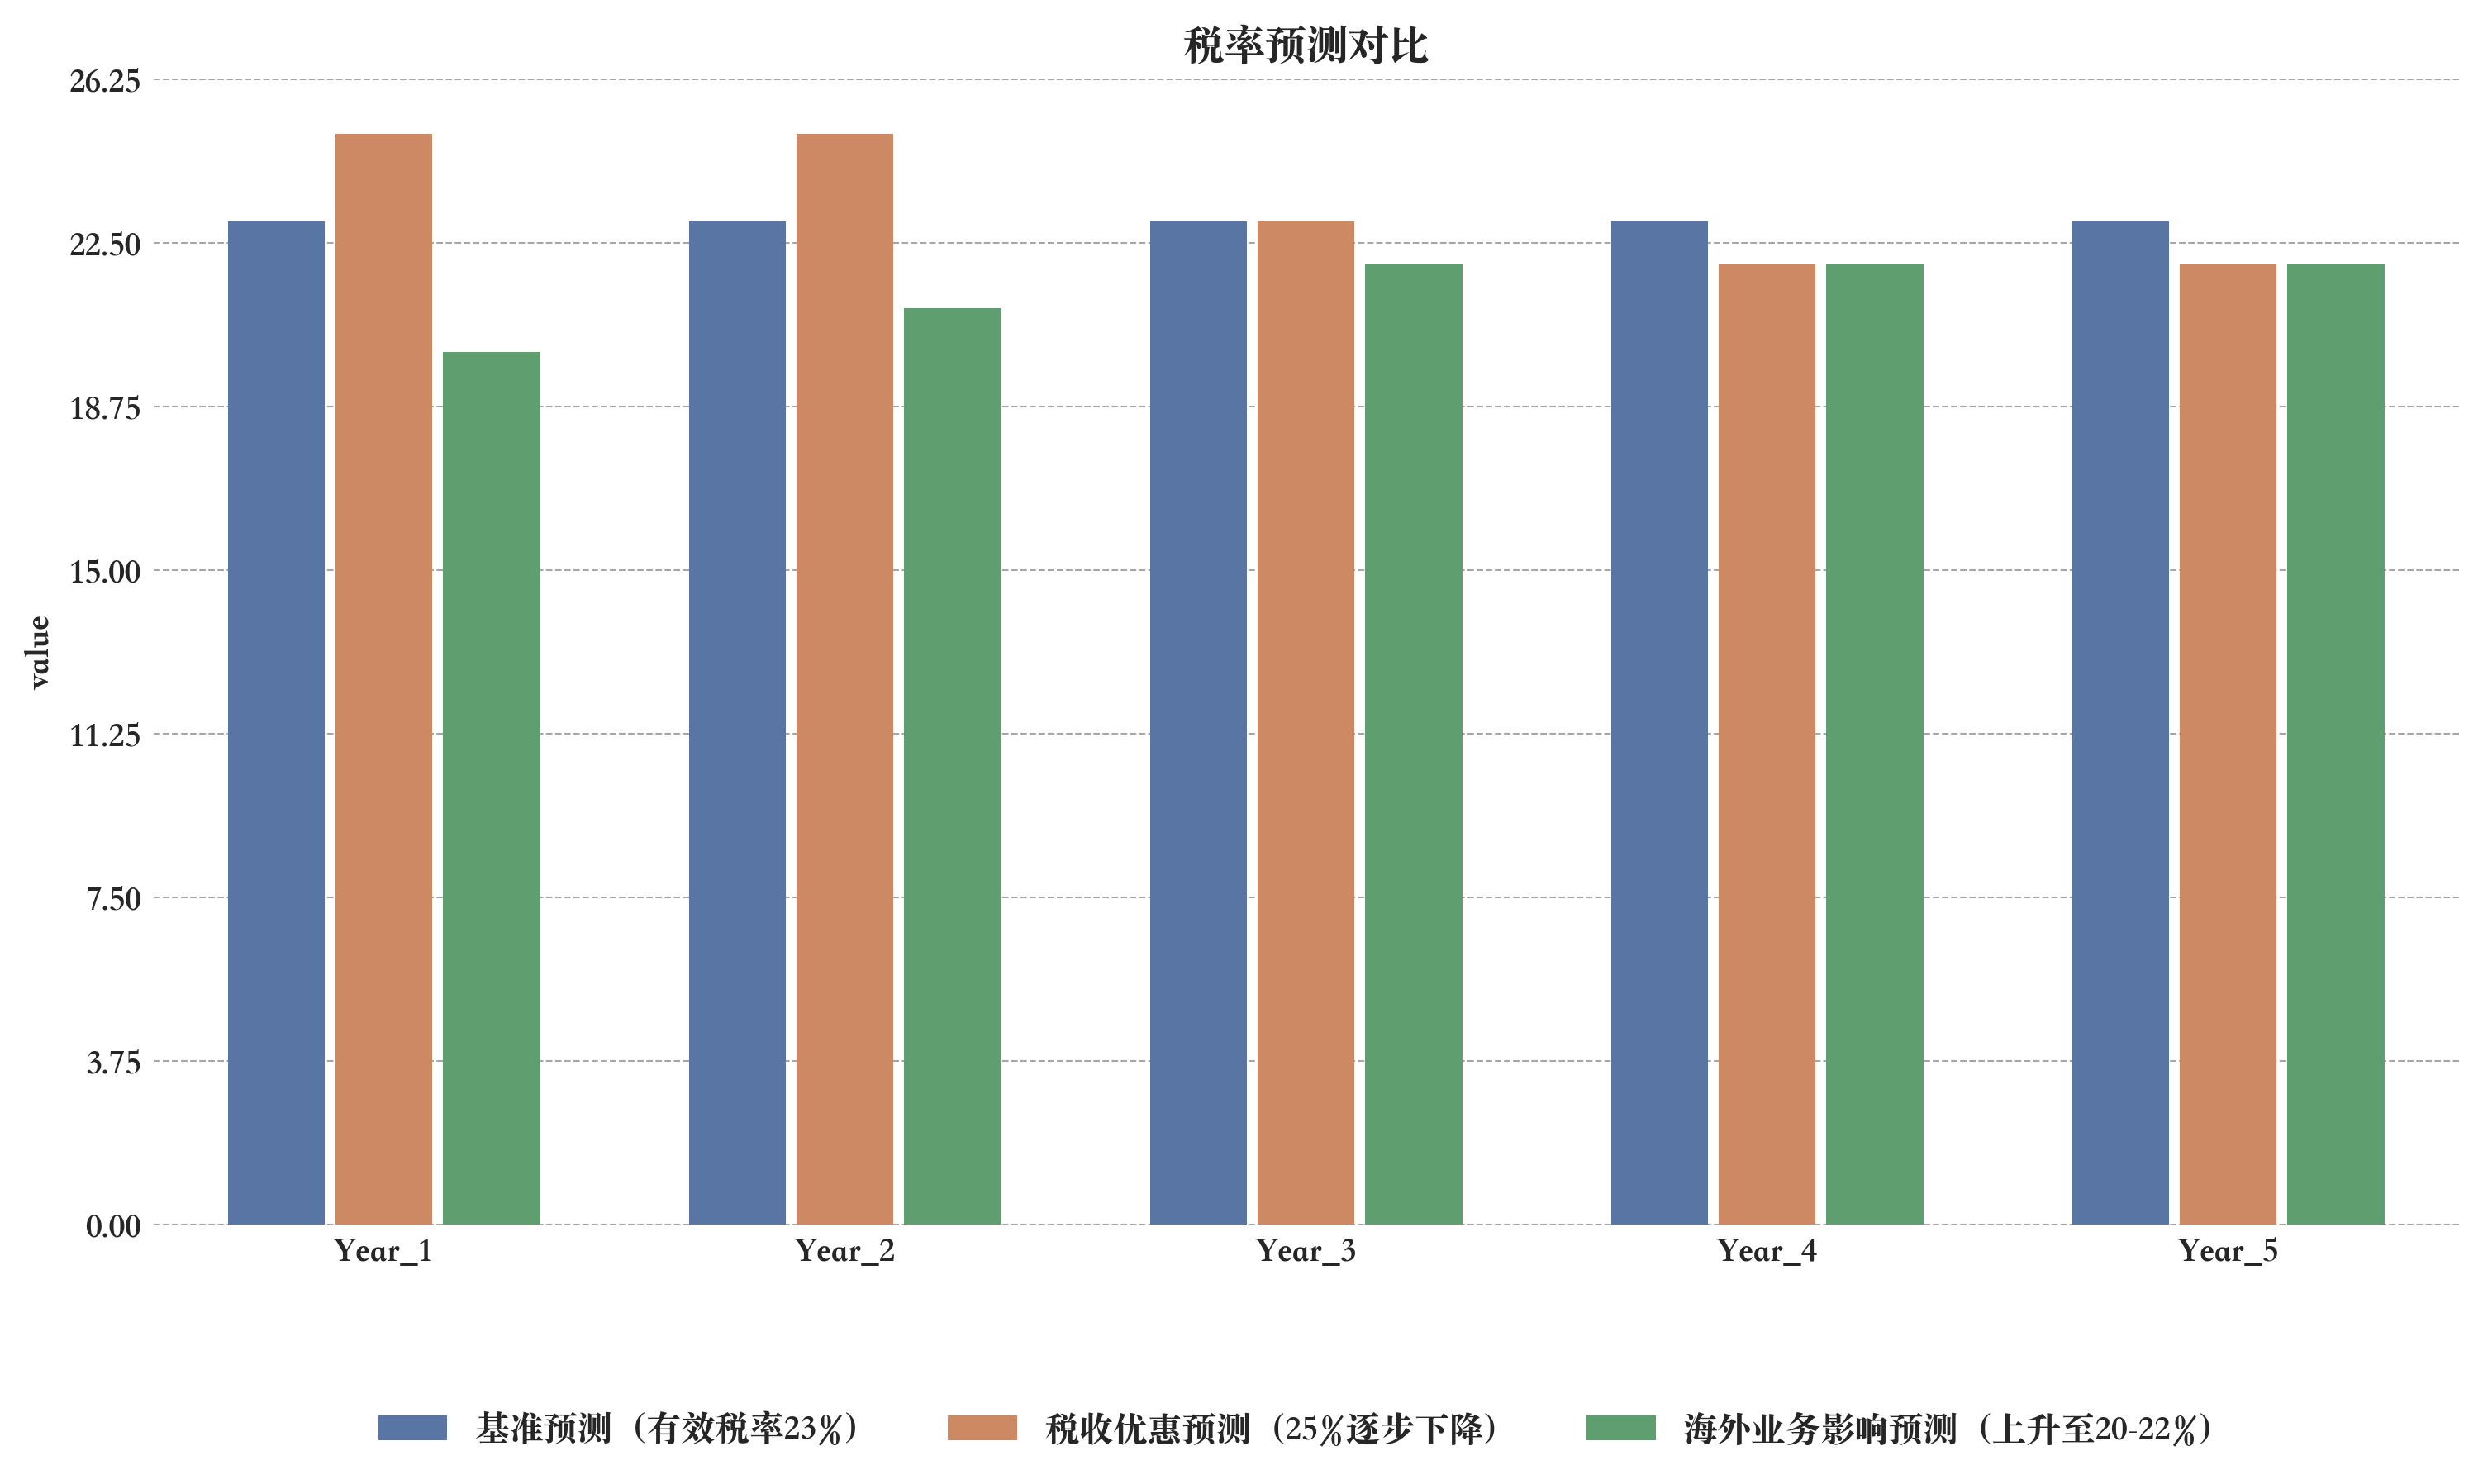 税率预测对比
26.25
22.50
18.75
15.00
11.25
7.50
3.75
0.00
value
Year_1
Year_2
Year_3
Year_4
Year_5
基准预测（有效税率23%）
税收优惠预测（25%逐步下降）
海外业务影响预测（上升至20-22%）